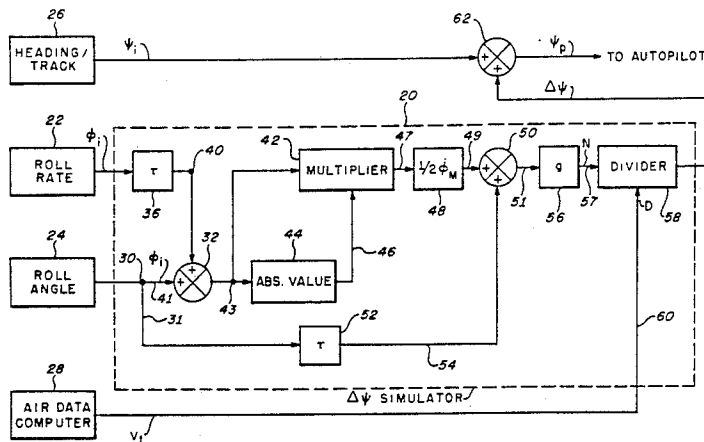 26
HEADING/
TRACK
ψi
62
+
+
ψp
TO AUTOPILOT
Δψ
20
22
ROLL
RATE
ϕi
τ
36
40
42
MULTIPLIER
47
1/2 ϕ̇M
48
49
50
+
+
51
g
56
N
57
DIVIDER
58
D
24
ROLL
ANGLE
30
ϕi
41
31
+
+
32
43
44
ABS. VALUE
46
52
τ
54
60
28
AIR DATA
COMPUTER
Vt
Δψ SIMULATOR